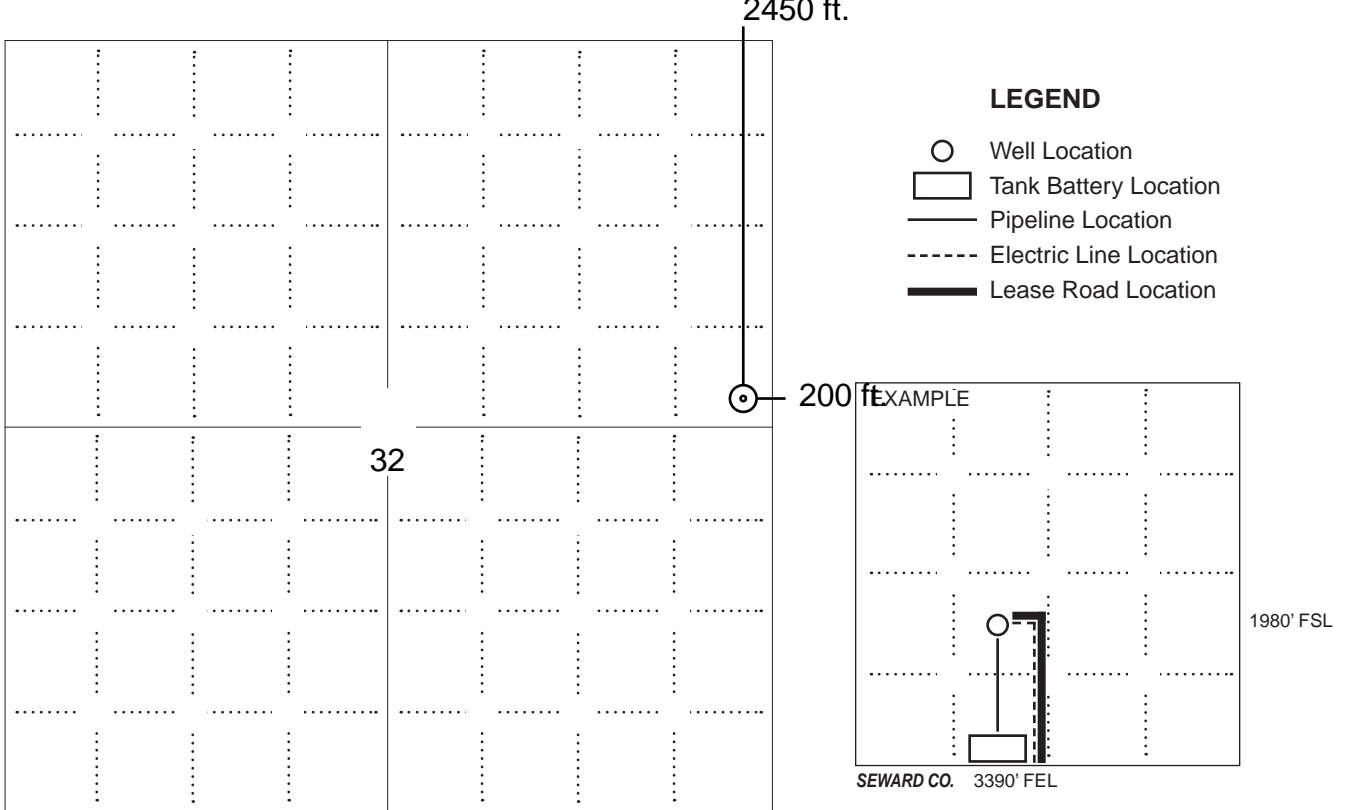 2450 ft.
LEGEND
Well Location
Tank Battery Location
Pipeline Location
Electric Line Location
Lease Road Location
200 ft.
EXAMPLE
32
1980' FSL
SEWARD CO. 3390' FEL